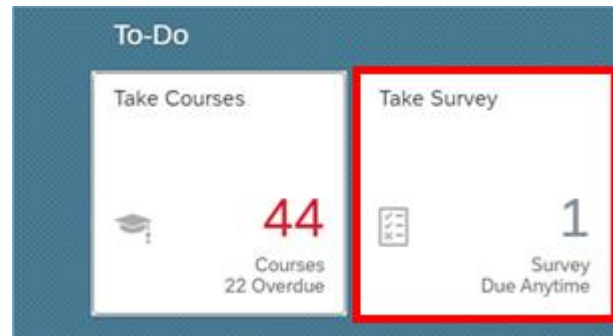 To-Do
Take Courses
44
Courses
22 Overdue
Take Survey
1
Survey
Due Anytime